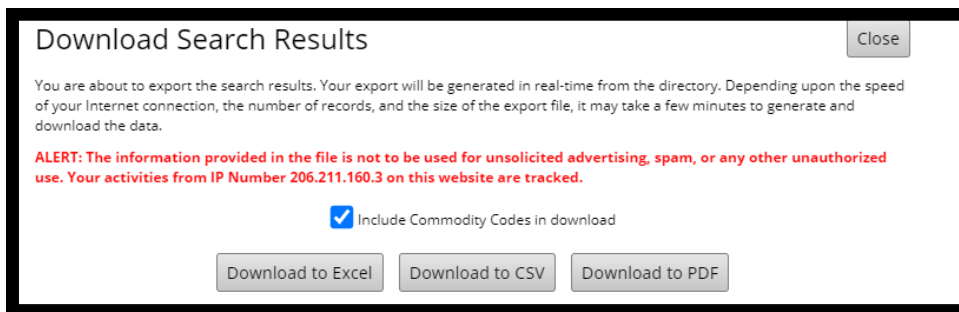 Download Search Results
Close
You are about to export the search results. Your export will be generated in real-time from the directory. Depending upon the speed
of your Internet connection, the number of records, and the size of the export file, it may take a few minutes to generate and
download the data.
ALERT: The information provided in the file is not to be used for unsolicited advertising, spam, or any other unauthorized
use. Your activities from IP Number 206.211.160.3 on this website are tracked.
Include Commodity Codes in download
Download to Excel
Download to CSV
Download to PDF